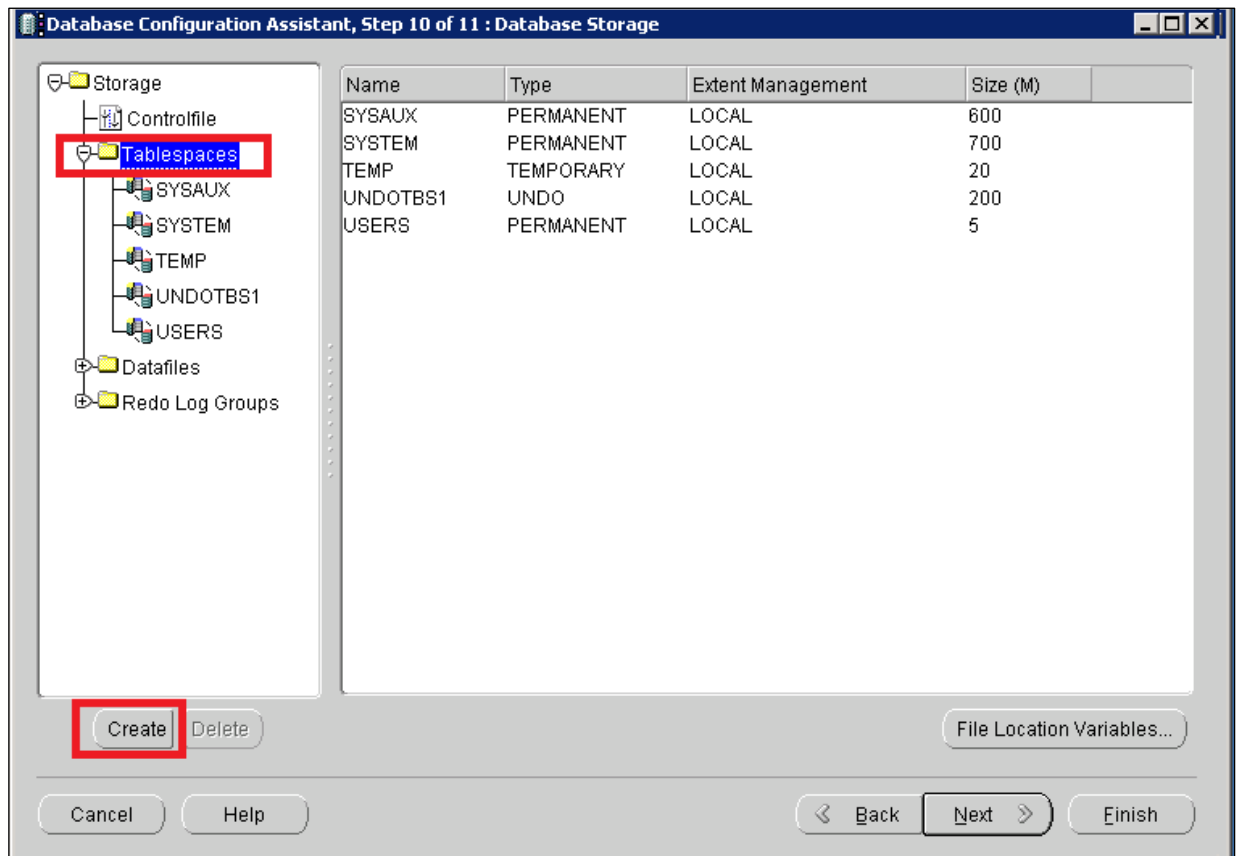 Database Configuration Assistant, Step 10 of 11 : Database Storage
Storage
Controlfile
Tablespaces
SYSAUX
SYSTEM
TEMP
UNDOTBS1
USERS
Datafiles
Redo Log Groups
Name Type Extent Management Size (M)
SYSAUX PERMANENT LOCAL 600
SYSTEM PERMANENT LOCAL 700
TEMP TEMPORARY LOCAL 20
UNDOTBS1 UNDO LOCAL 200
USERS PERMANENT LOCAL 5
Create Delete File Location Variables...
Cancel Help Back Next Finish